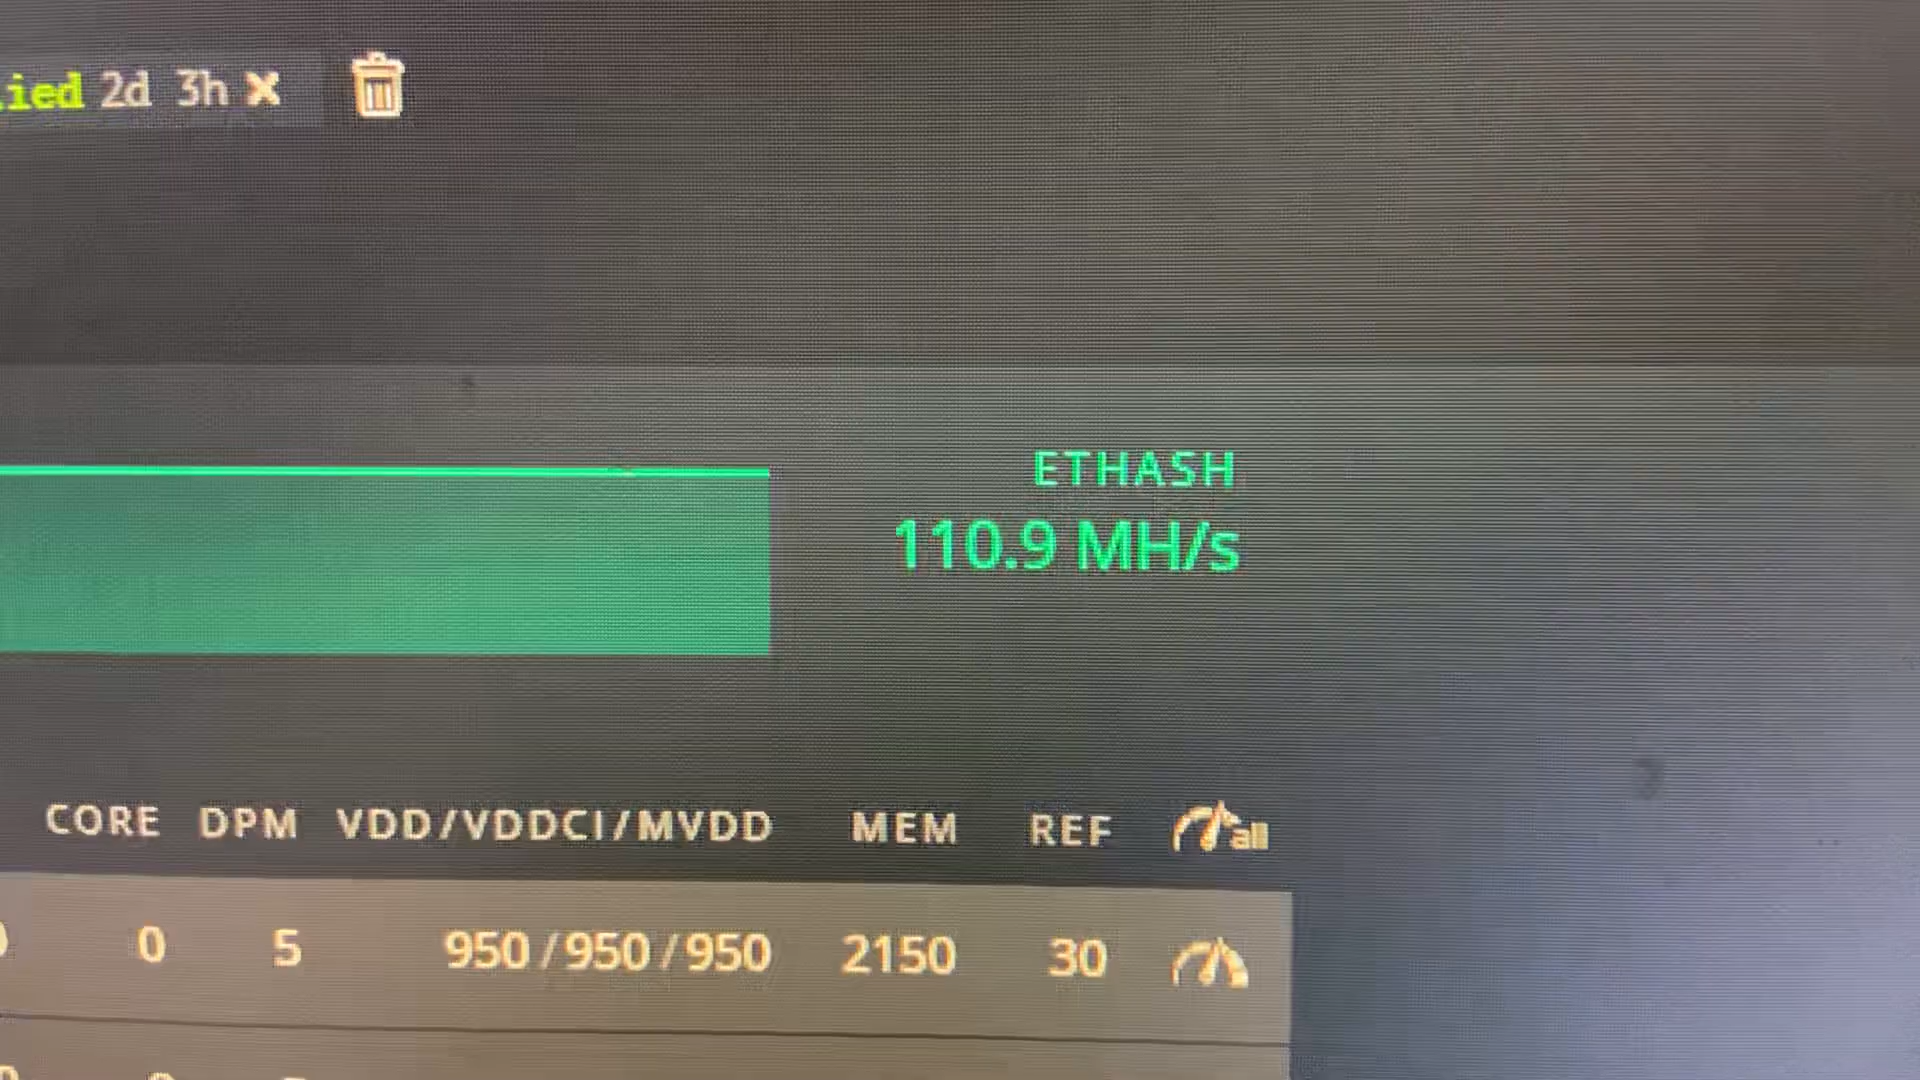 ied 2d 3h ×
ETHASH
110.9 MH/s
CORE DPM VDD/VDDCI/MVDD MEM REF all
0 5 950/950/950 2150 30